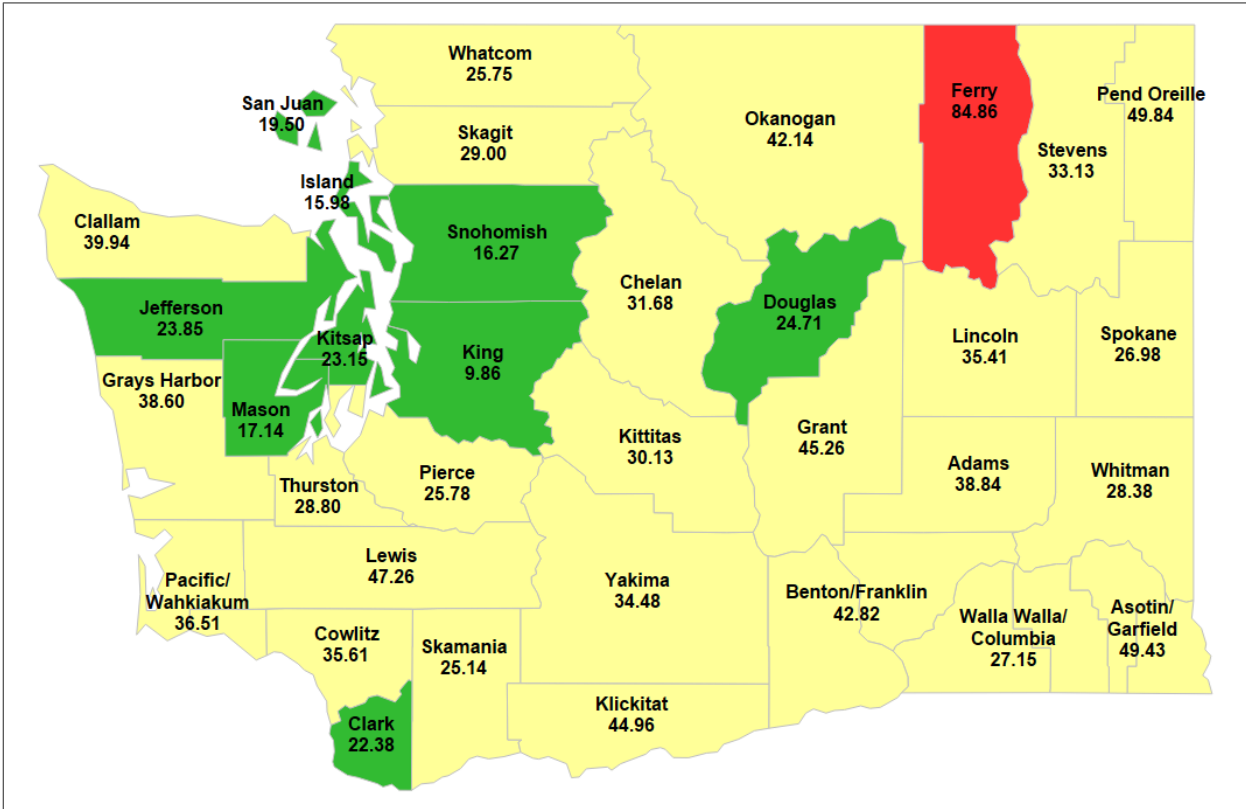 Whatcom
25.75
San Juan
19.50
Skagit
29.00
Island
15.98
Clallam
39.94
Snohomish
16.27
Okanogan
42.14
Ferry
84.86
Pend Oreille
49.84
Stevens
33.13
Chelan
31.68
Jefferson
23.85
Kitsap
23.15
King
9.86
Douglas
24.71
Lincoln
35.41
Spokane
26.98
Grays Harbor
38.60
Mason
17.14
Kittitas
30.13
Grant
45.26
Adams
38.84
Whitman
28.38
Thurston
28.80
Pierce
25.78
Lewis
47.26
Pacific/
Wahkiakum
36.51
Yakima
34.48
Benton/Franklin
42.82
Walla Walla/
Columbia
27.15
Asotin/
Garfield
49.43
Cowlitz
35.61
Skamania
25.14
Klickitat
44.96
Clark
22.38